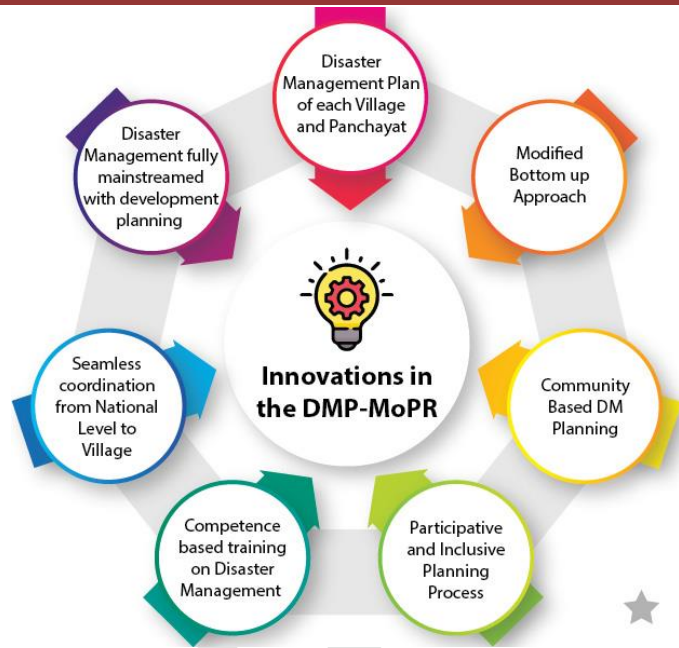 Disaster
Management Plan
of each Village
and Panchayat
Modified
Bottom up
Approach
Community
Based DM
Planning
Participative
and Inclusive
Planning
Process
Competence
based training
on Disaster
Management
Seamless
coordination
from National
Level to
Village
Disaster
Management fully
mainstreamed
with development
planning
Innovations in
the DMP-MoPR